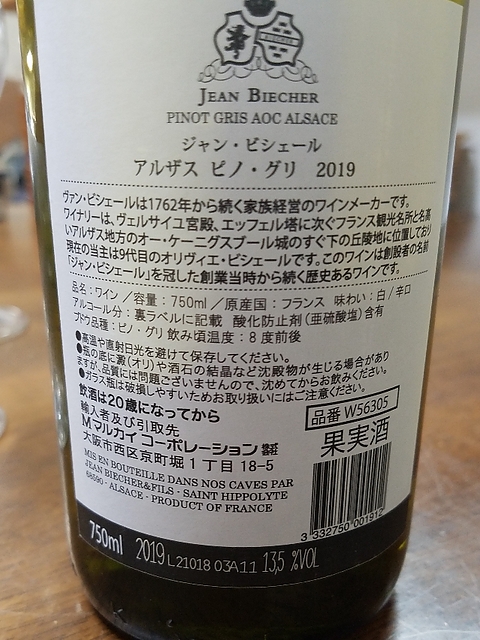 JEAN BIECHER
PINOT GRIS AOC ALSACE
ジャン・ビシェール
アルザス ピノ・グリ 2019
ヴァン・ビシェールは1762年から続く家族経営のワインメーカーです。
ワイナリーは、ヴェルサイユ宮殿、エッフェル塔に次ぐフランス観光名所と名高
いアルザス地方のオー・ケーニグスブール城のすぐ下の丘陵地に位置しており
現在の当主は9代目のオリヴィエ・ビシェールです。このワインは創設者の名前
「ジャン・ビシェール」を冠した創業当時から続く歴史あるワインです。
品名：ワイン／容量：750ml／原産国：フランス 味わい：白／辛口
アルコール分：裏ラベルに記載 酸化防止剤（亜硫酸塩）含有
ブドウ品種：ピノ・グリ 飲み頃温度：8度前後
●高温や直射日光を避けて保存してください。
●瓶の底に澱（オリ）や酒石の結晶など沈殿物が生じる場合があり
ますが、品質には問題ございませんので、沈めてからお飲みください。
●ガラス瓶は破損しやすいためお取り扱いにはご注意ください。
飲酒は20歳になってから
品番 W56305
輸入者及び引取先
Mマルカイ コーポレーション 株式会社
果実酒
大阪市西区京町堀1丁目18-5
MIS EN BOUTEILLE DANS NOS CAVES PAR
JEAN BIECHER&FILS · SAINT HIPPOLYTE
68590 · ALSACE · PRODUCT OF FRANCE
3 332750 001912
750ml 2019 L21018 03A11 13,5 %VOL